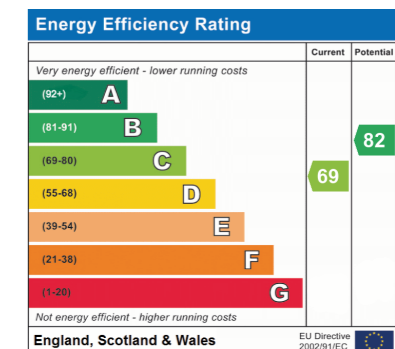 Energy Efficiency Rating
Current Potential
Very energy efficient - lower running costs
(92+) A
(81-91) B
82
(69-80) C
69
(55-68) D
(39-54) E
(21-38) F
(1-20) G
Not energy efficient - higher running costs
England, Scotland & Wales
EU Directive
2002/91/EC